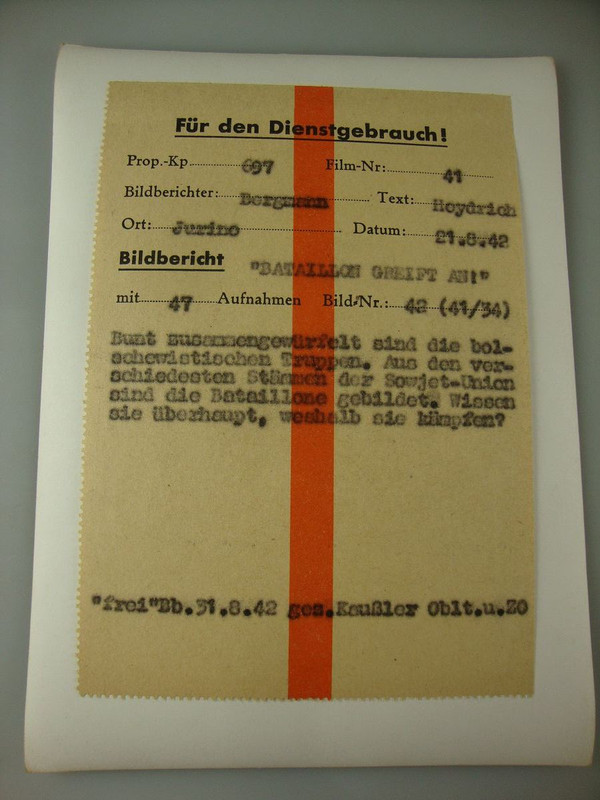 Für den Dienstgebrauch!
Prop.-Kp. 697 Film-Nr: 41
Bildberichter: Bergmann Text: Heydrich
Ort: Jurino Datum: 21.8.42
Bildbericht "BATAILLON GREIFT AN!"
mit 47 Aufnahmen Bild-Nr.: 42 (41/34)
Bunt zusammengewürfelt sind die bol-
schewistischen Truppen. Aus den ver-
schiedesten Stämmen der Sowjet-Union
sind die Bataillone gebildet. Wissen
sie überhaupt, weshalb sie kämpfen?
"frei"Bb.31.8.42 gez.Kaußler Oblt.u.ZO